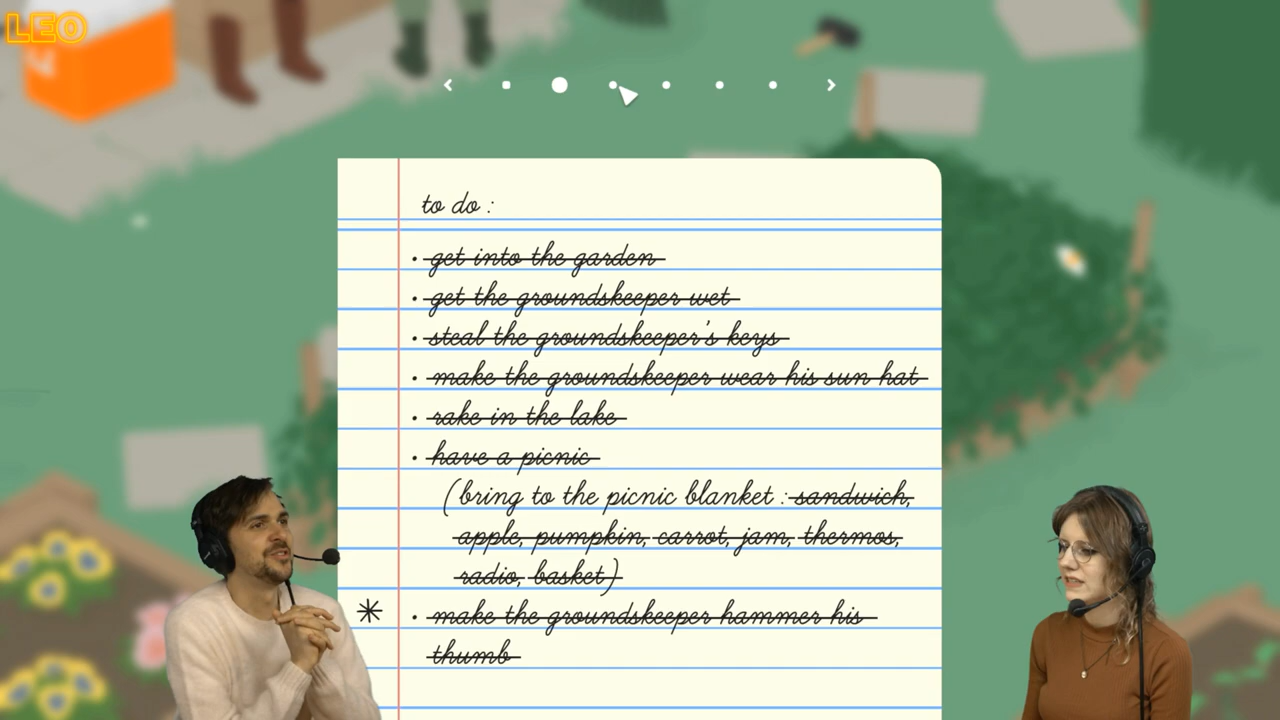 LEO
to do :
• get into the garden
• get the groundskeeper wet
• steal the groundskeeper's keys
• make the groundskeeper wear his sun hat
• rake in the lake
• have a picnic
(bring to the picnic blanket : sandwich,
apple, pumpkin, carrot, jam, thermos,
radio, basket)
* • make the groundskeeper hammer his
thumb